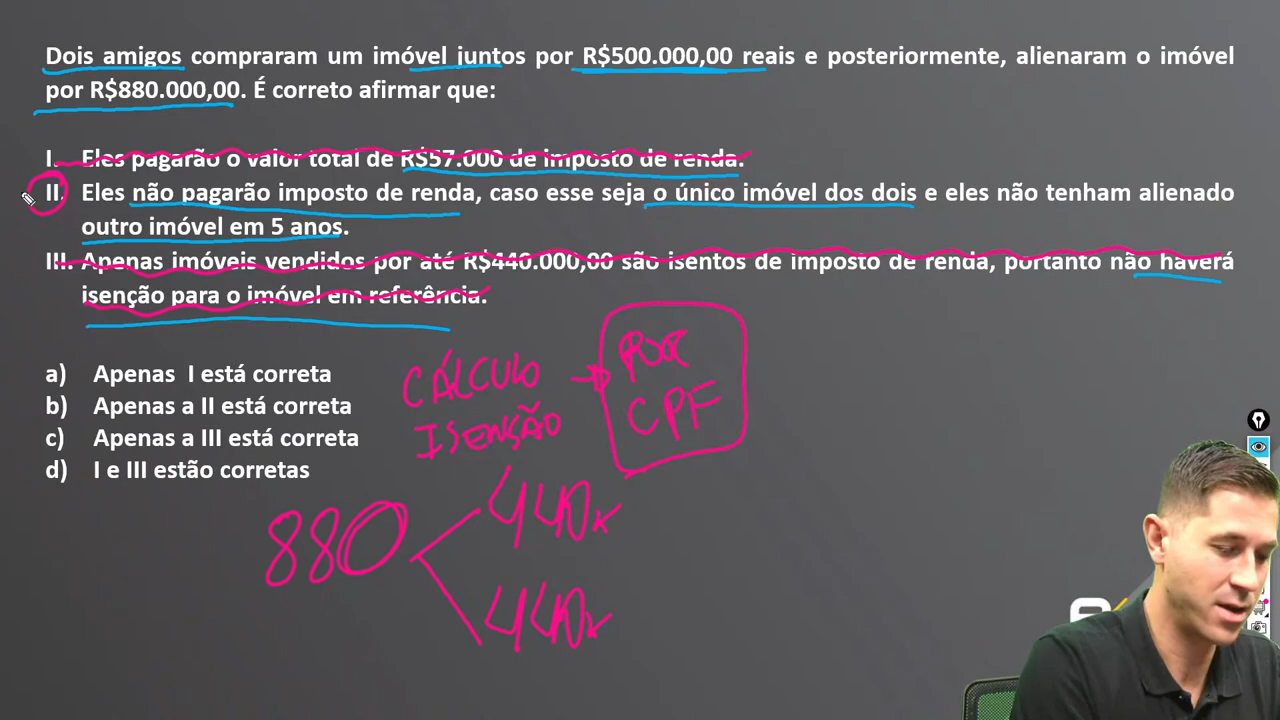 Dois amigos compraram um imóvel juntos por R$500.000,00 reais e posteriormente, alienaram o imóvel
por R$880.000,00. É correto afirmar que:
I. Eles pagarão o valor total de R$57.000 de imposto de renda.
II. Eles não pagarão imposto de renda, caso esse seja o único imóvel dos dois e eles não tenham alienado
outro imóvel em 5 anos.
III. Apenas imóveis vendidos por até R$440.000,00 são isentos de imposto de renda, portanto não haverá
isenção para o imóvel em referência.
a) Apenas I está correta
b) Apenas a II está correta
c) Apenas a III está correta
d) I e III estão corretas
CÁLCULO
ISENÇÃO
POR
CPF
880
440K
440K